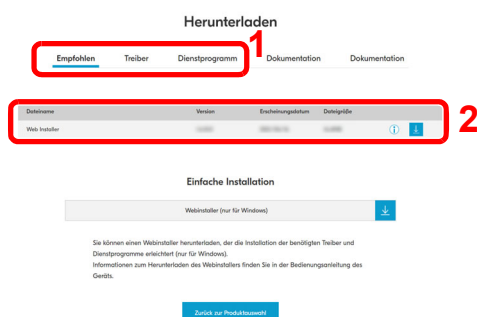 Herunterladen
1
Empfohlen Treiber Dienstprogramm Dokumentation Dokumentation
Dateiname Version Erscheinungsdatum Dateigröße
2
Web Installer
Einfache Installation
Webinstaller (nur für Windows)
Sie können einen Webinstaller herunterladen, der die Installation der benötigten Treiber und
Dienstprogramme erleichtert (nur für Windows).
Informationen zum Herunterladen des Webinstallers finden Sie in der Bedienungsanleitung des
Geräts.
Zurück zur Produktauswahl